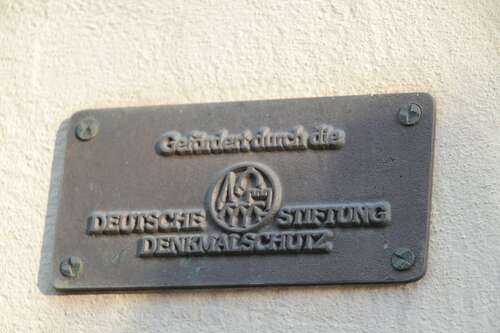 Gefördert durch die
DEUTSCHE STIFTUNG
DENKMALSCHUTZ